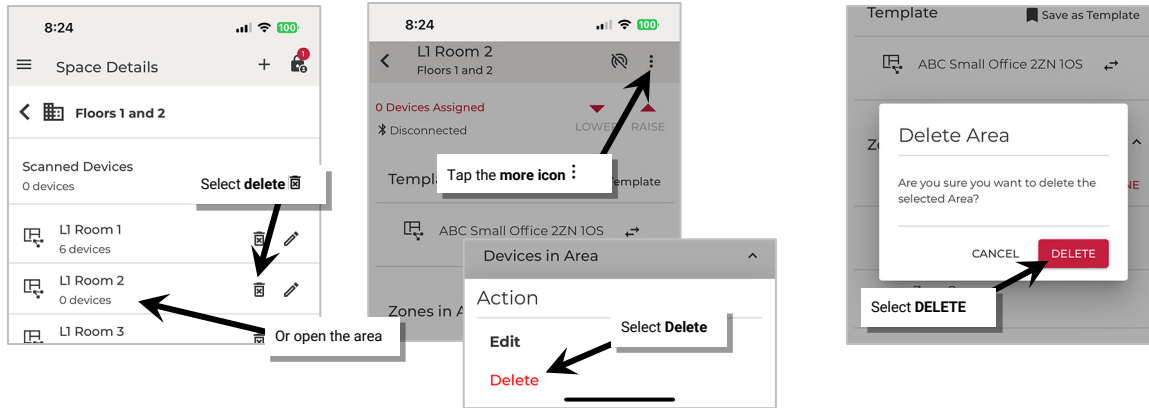 8:24
100
Space Details
1
Floors 1 and 2
Scanned Devices
0 devices
Select delete
L1 Room 1
6 devices
L1 Room 2
0 devices
L1 Room 3
Or open the area
8:24
100
L1 Room 2
Floors 1 and 2
0 Devices Assigned
Disconnected
LOWER
RAISE
Tap the more icon
Templ
emplate
ABC Small Office 2ZN 1OS
Devices in Area
Zones in A
Action
Select Delete
Edit
Delete
Template
Save as Template
ABC Small Office 2ZN 1OS
Delete Area
Are you sure you want to delete the
selected Area?
CANCEL
DELETE
Select DELETE